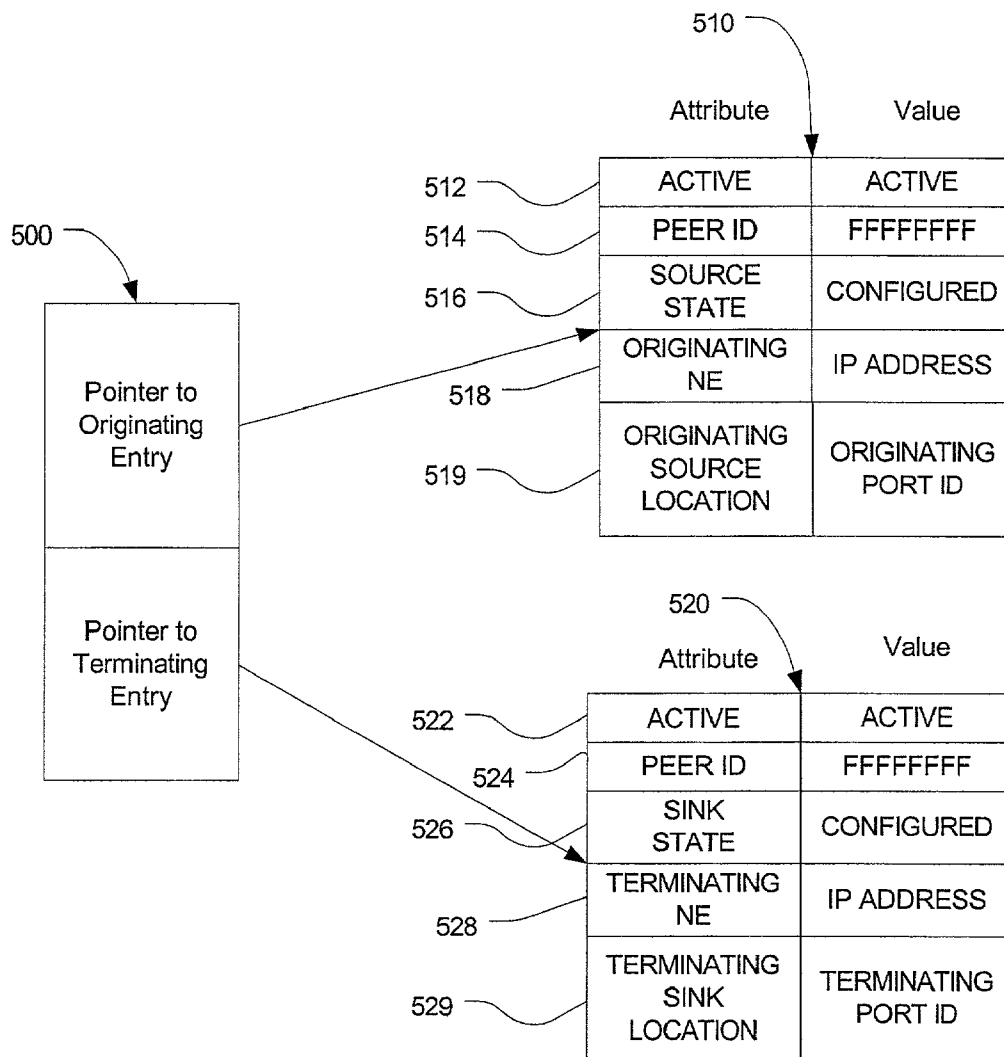 510
Attribute Value
512 ACTIVE ACTIVE
500
514 PEER ID FFFFFFFF
516 SOURCE
STATE CONFIGURED
518 ORIGINATING
NE IP ADDRESS
Pointer to
Originating
Entry
519 ORIGINATING
SOURCE
LOCATION
ORIGINATING
PORT ID
Pointer to
Terminating
Entry
520
Attribute Value
522 ACTIVE ACTIVE
524 PEER ID FFFFFFFF
526 SINK
STATE CONFIGURED
528 TERMINATING
NE IP ADDRESS
529 TERMINATING
SINK
LOCATION
TERMINATING
PORT ID